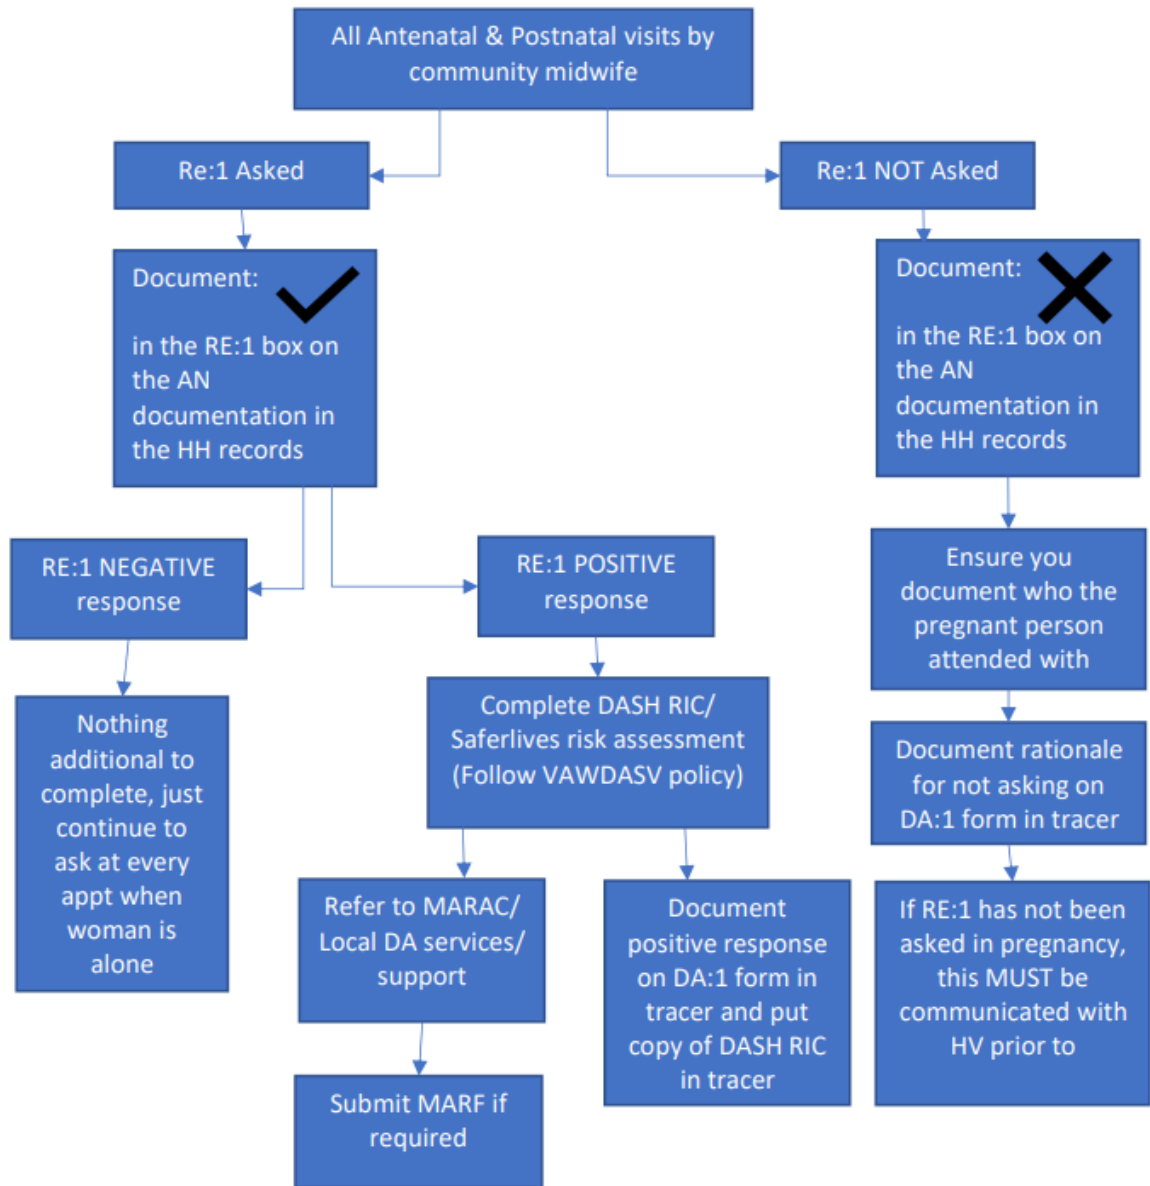 All Antenatal & Postnatal visits by
community midwife
Re:1 Asked
Re:1 NOT Asked
Document:
in the RE:1 box on
the AN
documentation in
the HH records
Document:
in the RE:1 box on
the AN
documentation in
the HH records
RE:1 NEGATIVE
response
RE:1 POSITIVE
response
Ensure you
document who the
pregnant person
attended with
Nothing
additional to
complete, just
continue to
ask at every
appt when
woman is
alone
Complete DASH RIC/
Saferlives risk assessment
(Follow VAWDASV policy)
Document rationale
for not asking on
DA:1 form in tracer
Refer to MARAC/
Local DA services/
support
Document
positive response
on DA:1 form in
tracer and put
copy of DASH RIC
in tracer
If RE:1 has not been
asked in pregnancy,
this MUST be
communicated with
HV prior to
Submit MARF if
required